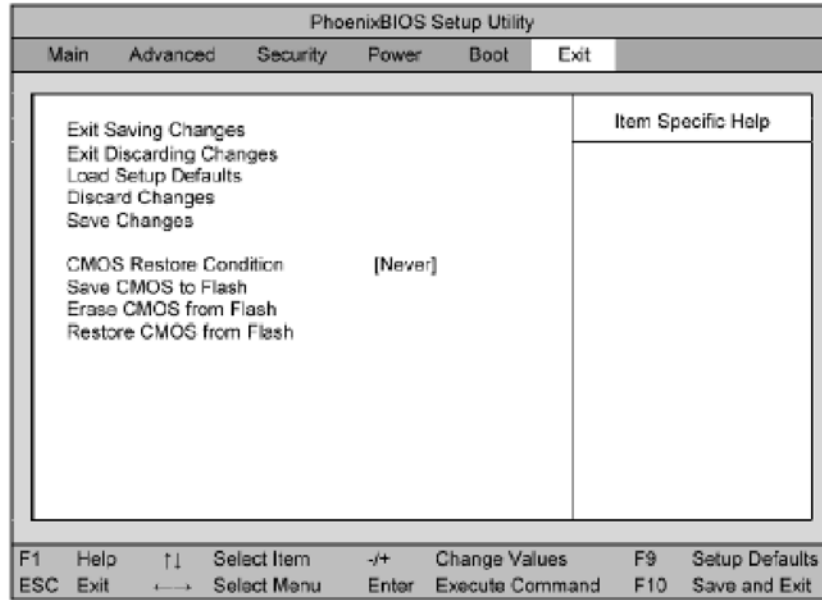 PhoenixBIOS Setup Utility
Main Advanced Security Power Boot Exit
Exit Saving Changes
Exit Discarding Changes
Load Setup Defaults
Discard Changes
Save Changes
CMOS Restore Condition [Never]
Save CMOS to Flash
Erase CMOS from Flash
Restore CMOS from Flash
Item Specific Help
F1 Help ↑↓ Select Item -/+ Change Values F9 Setup Defaults
ESC Exit ←→ Select Menu Enter Execute Command F10 Save and Exit